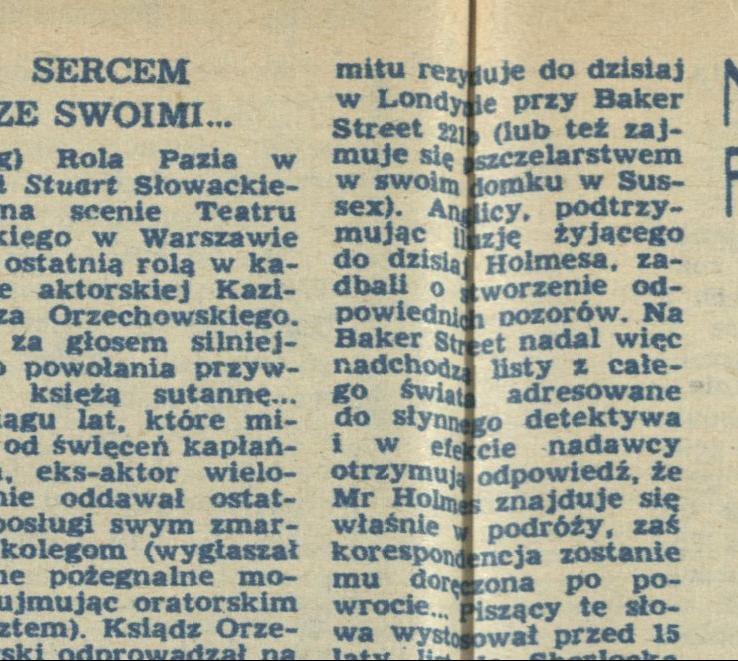 SERCEM
ZE SWOIMI...
g) Rola Pazia w
Stuart Słowackie-
na scenie Teatru
kiego w Warszawie
ostatnią rolą w ka-
e aktorskiej Kazi-
za Orzechowskiego.
za głosem silniej-
o powołania przyw-
księżą sutannę...
iągu lat, które mi-
od święceń kapłań-
eks-aktor wielo-
nie oddawał ostat-
posługi swym zmar-
kolegom (wygłaszał
ne pożegnalne mo-
ujmując oratorskim
ztem). Ksiądz Orze-
ski odprowadzał na
mitu rezyduje do dzisiaj
w Londynie przy Baker
Street 221b (lub też zaj-
muje się pszczelarstwem
w swoim domku w Sus-
sex). Anglicy, podtrzy-
mując iluzję żyjącego
do dzisiaj Holmesa, za-
dbali o stworzenie od-
powiednich pozorów. Na
Baker Street nadal więc
nadchodzą listy z całe-
go świata adresowane
do słynnego detektywa
i w efekcie nadawcy
otrzymują odpowiedź, że
Mr Holmes znajduje się
właśnie w podróży, zaś
korespondencja zostanie
mu doręczona po po-
wrocie... Piszący te sło-
wa wystosował przed 15
laty Sherlocka